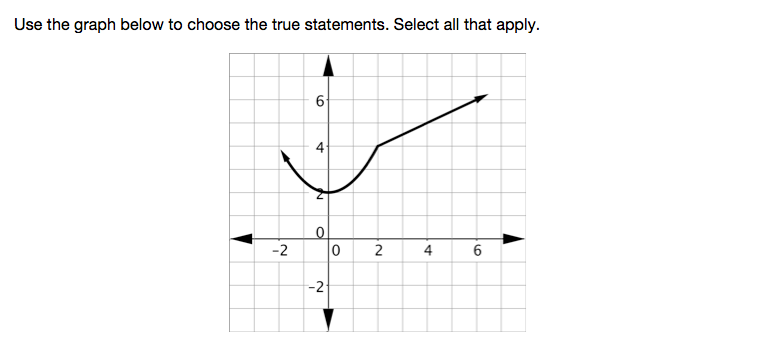 Use the graph below to choose the true statements. Select all that apply.
6
4
2
0
-2 0 2 4 6
-2